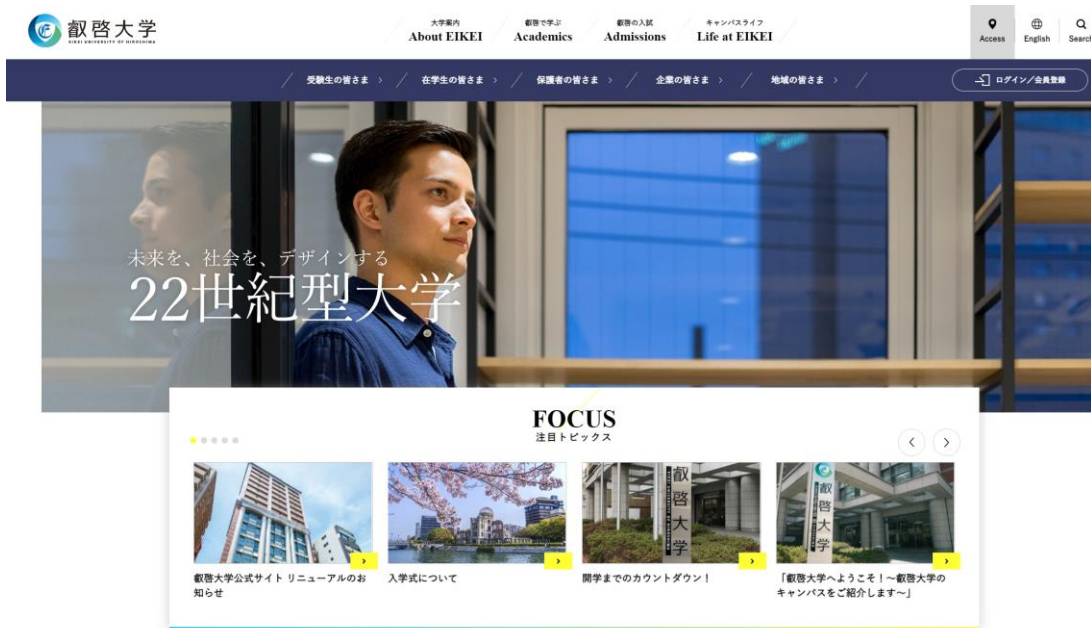 叡啓大学
EIKEI UNIVERSITY OF HIROSHIMA
大学案内
About EIKEI
叡啓で学ぶ
Academics
叡啓の入試
Admissions
キャンパスライフ
Life at EIKEI
Access
English
Search
受験生の皆さま
在学生の皆さま
保護者の皆さま
企業の皆さま
地域の皆さま
ログイン/会員登録
未来を、社会を、デザインする
22世紀型大学
FOCUS
注目トピックス
叡啓大学
叡啓大学
叡啓大学公式サイト リニューアルのお
知らせ
入学式について
開学までのカウントダウン！
「叡啓大学へようこそ！～叡啓大学の
キャンパスをご紹介します～」